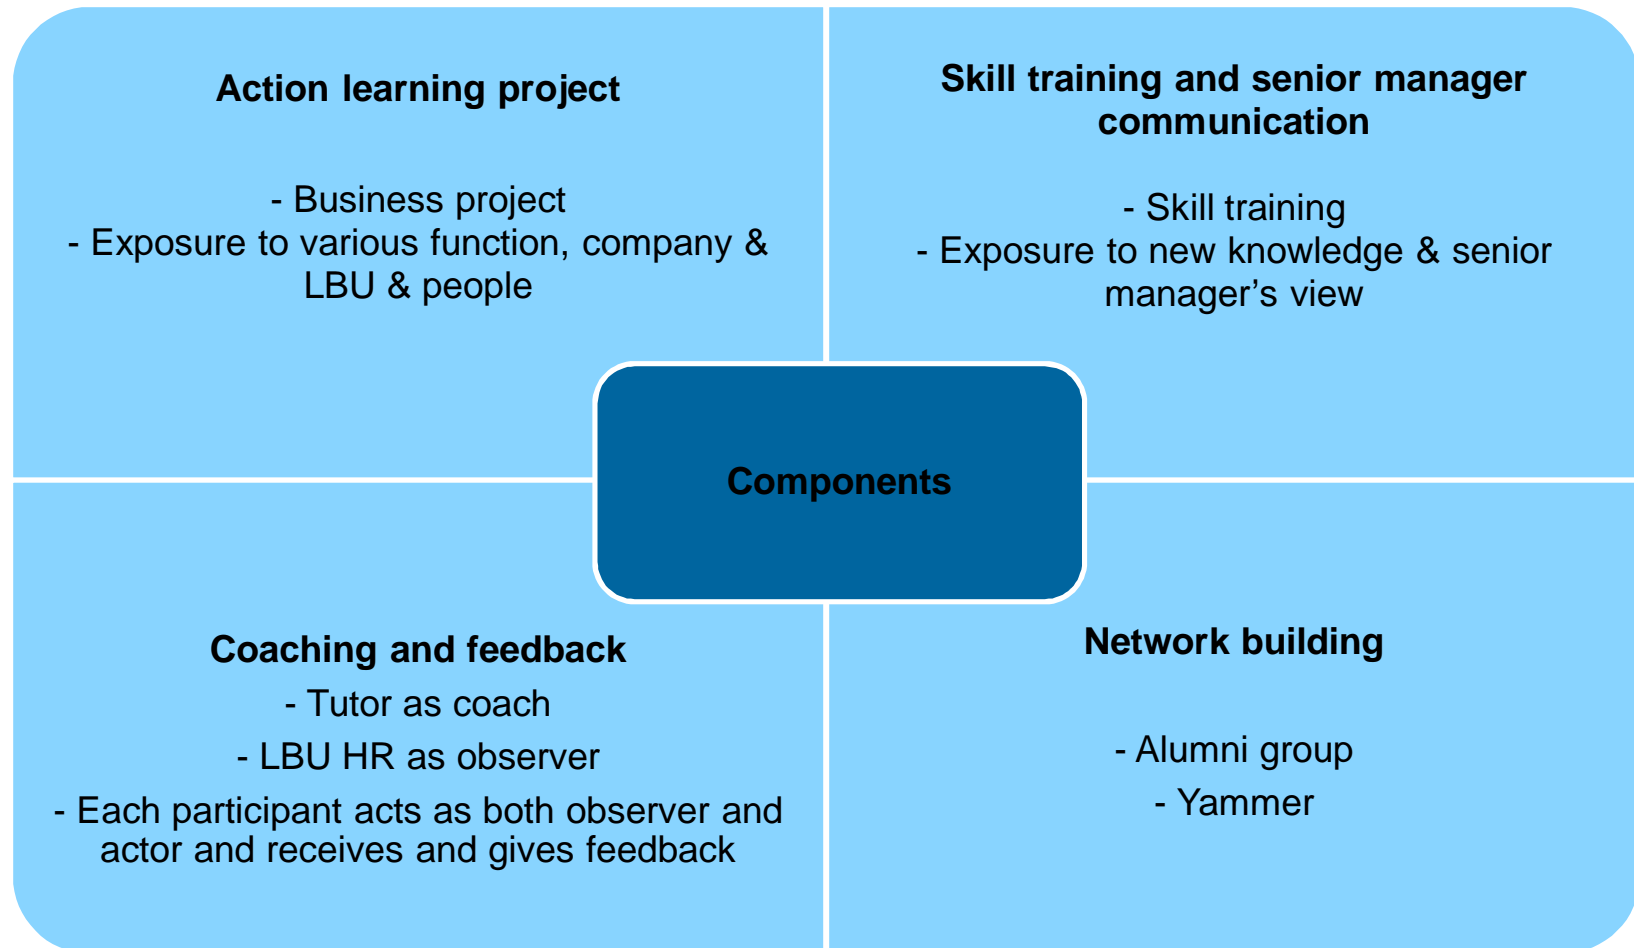 Action learning project
- Business project
- Exposure to various function, company &
LBU & people
Skill training and senior manager
communication
- Skill training
- Exposure to new knowledge & senior
manager’s view
Components
Coaching and feedback
- Tutor as coach
- LBU HR as observer
- Each participant acts as both observer and
actor and receives and gives feedback
Network building
- Alumni group
- Yammer